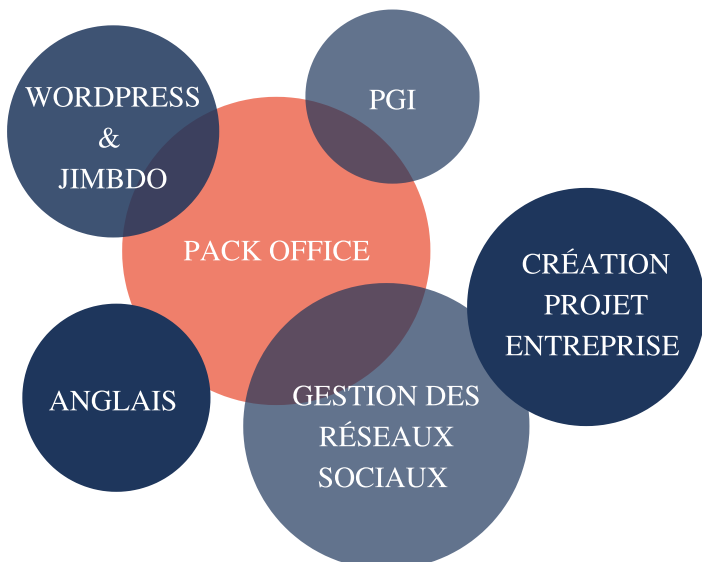 WORDPRESS
&
JIMBDO
PGI
PACK OFFICE
CRÉATION
PROJET
ENTREPRISE
ANGLAIS
GESTION DES
RÉSEAUX
SOCIAUX